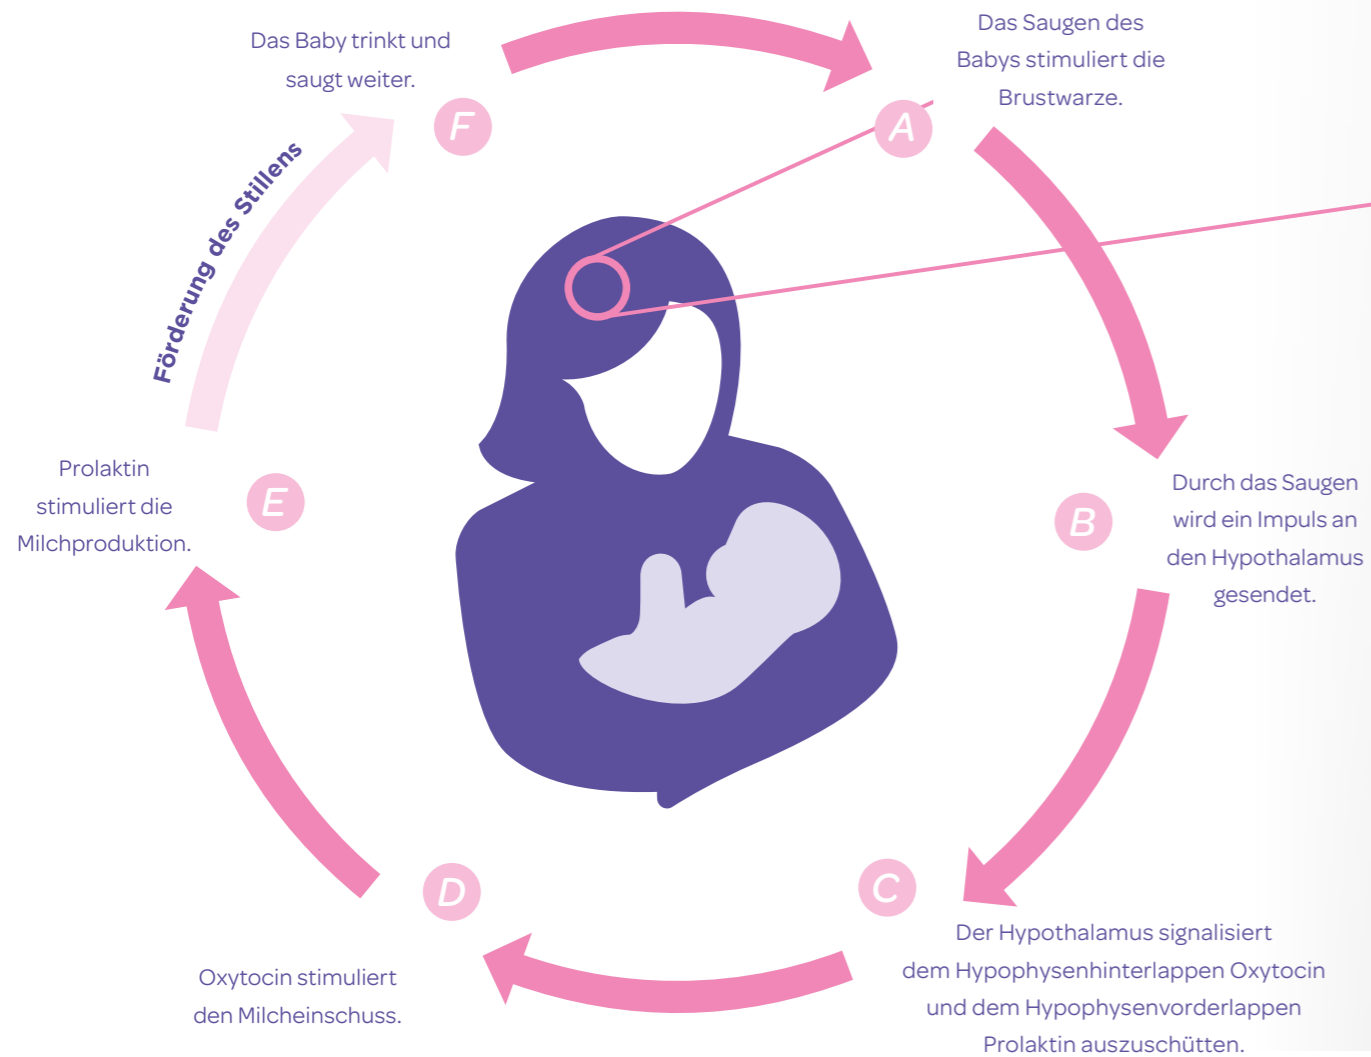 Das Saugen des
Babys stimuliert die
Brustwarze.
A
Durch das Saugen
wird ein Impuls an
den Hypothalamus
gesendet.
B
C
Der Hypothalamus signalisiert
dem Hypophysenhinterlappen Oxytocin
und dem Hypophysenvorderlappen
Prolaktin auszuschütten.
D
Oxytocin stimuliert
den Milcheinschuss.
Prolaktin
stimuliert die
Milchproduktion.
E
Förderung des Stillens
Das Baby trinkt und
saugt weiter.
F